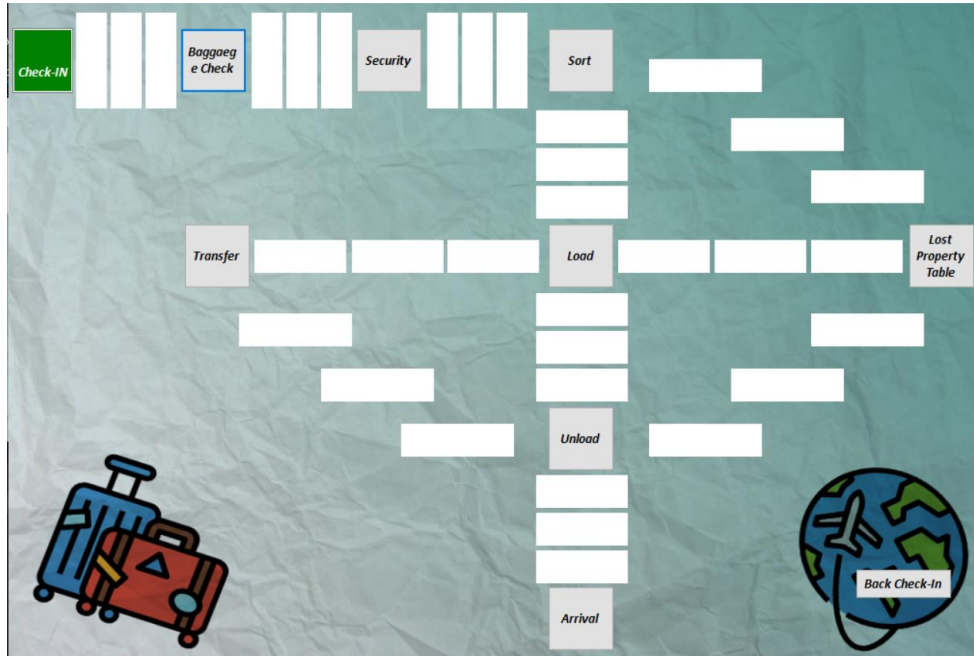 Check-IN
Baggaeg
e Check
Security
Sort
Transfer
Load
Lost
Property
Table
Unload
Back Check-In
Arrival